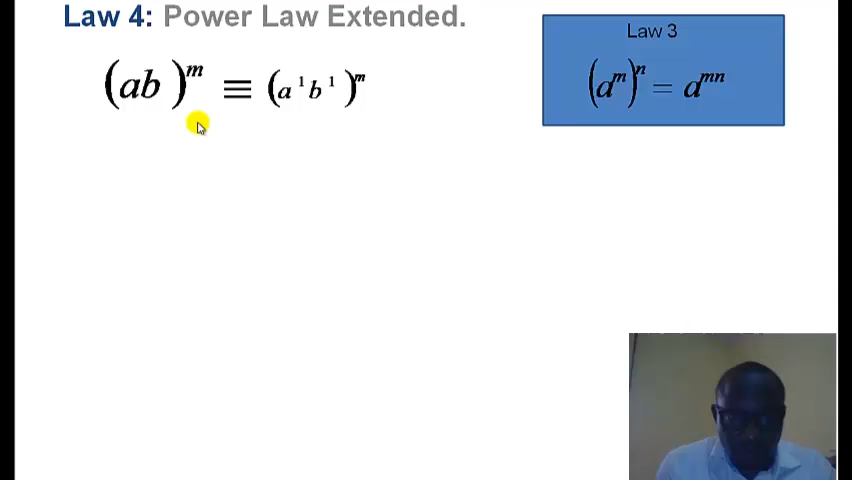 Law 4: Power Law Extended.
(ab)^m ≡ (a^1 b^1)^m
Law 3
(a^m)^n = a^{mn}